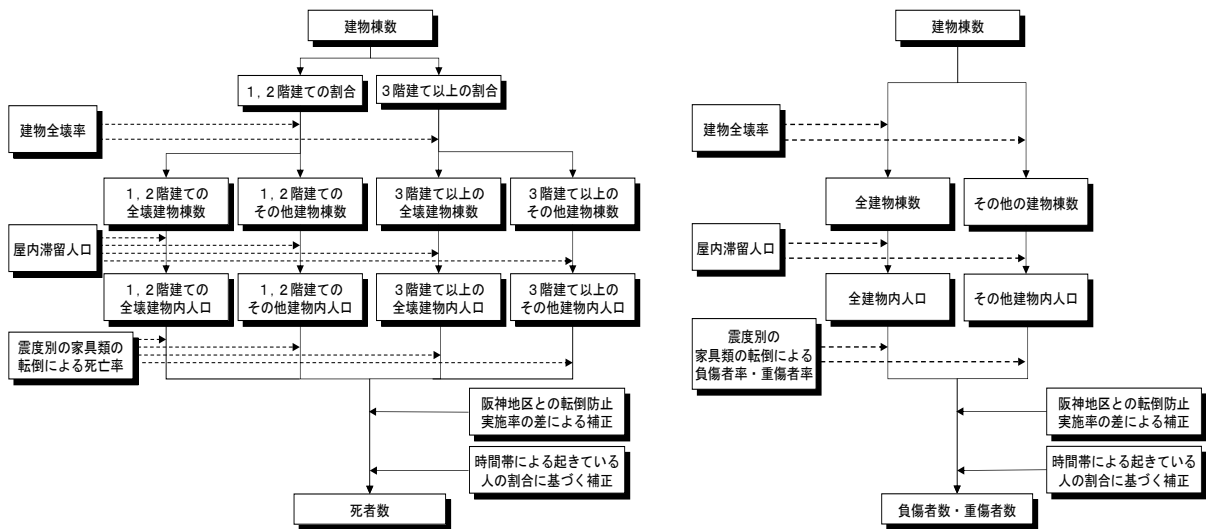 建物棟数
1，2階建ての割合
3階建て以上の割合
建物全壊率
1，2階建ての
全壊建物棟数
1，2階建ての
その他建物棟数
3階建て以上の
全壊建物棟数
3階建て以上の
その他建物棟数
屋内滞留人口
1，2階建ての
全壊建物内人口
1，2階建ての
その他建物内人口
3階建て以上の
全壊建物内人口
3階建て以上の
その他建物内人口
震度別の家具類の
転倒による死亡率
阪神地区との転倒防止
実施率の差による補正
時間帯による起きている
人の割合に基づく補正
死者数
建物棟数
建物全壊率
全建物棟数
その他の建物棟数
屋内滞留人口
全建物内人口
その他建物内人口
震度別の
家具類の転倒による
負傷者率・重傷者率
阪神地区との転倒防止
実施率の差による補正
時間帯による起きている
人の割合に基づく補正
負傷者数・重傷者数